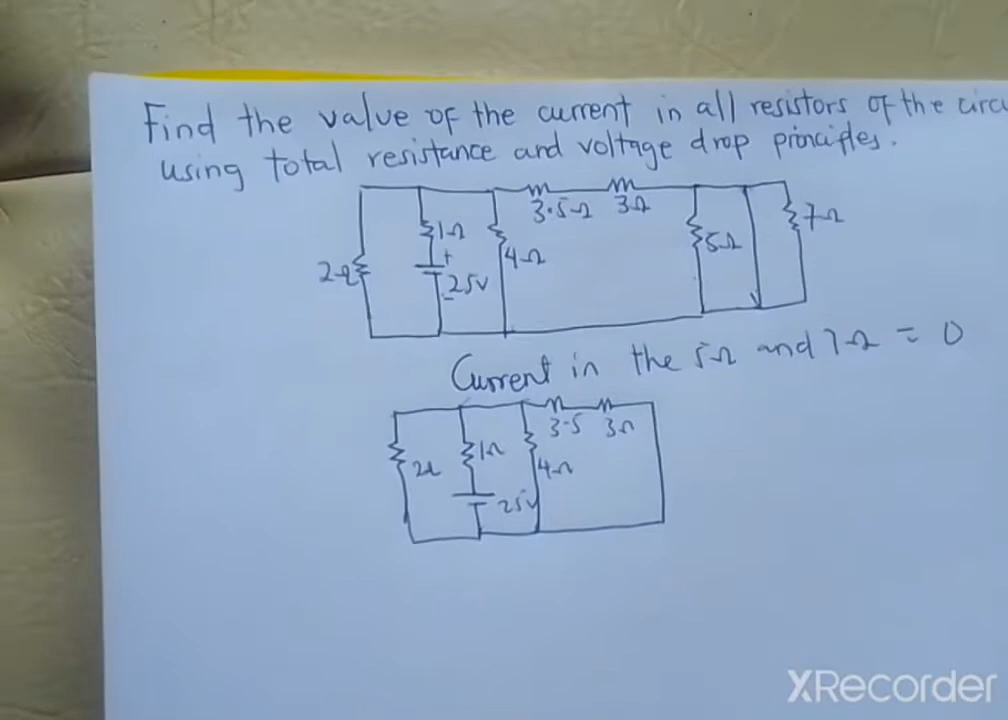 Find the value of the current in all resistors of the circu
using total resistance and voltage drop principles.
3.5Ω 3Ω
1Ω 7Ω
2Ω + 4Ω 5Ω
25v
-
Current in the 5Ω and 7Ω = 0
3.5 3Ω
2Ω 1Ω 4Ω
25v
XRecorder